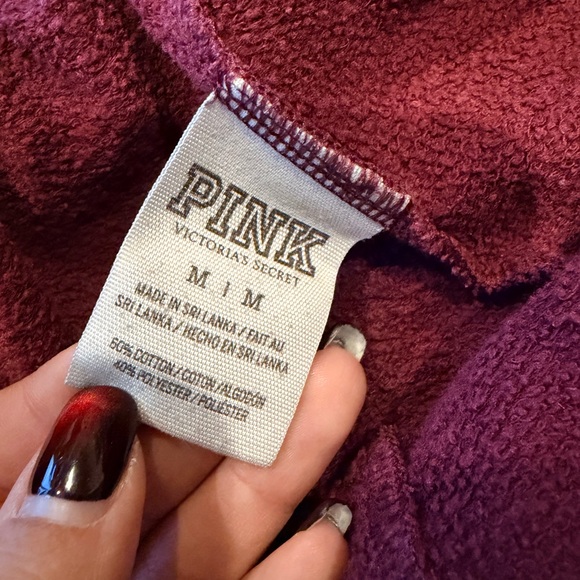 PINK
VICTORIA'S SECRET
M | M
MADE IN SRI LANKA / FAIT AU
SRI LANKA / HECHO EN SRI LANKA
60% COTTON / COTON / ALGODÓN
40% POLYESTER / POLIÉSTER